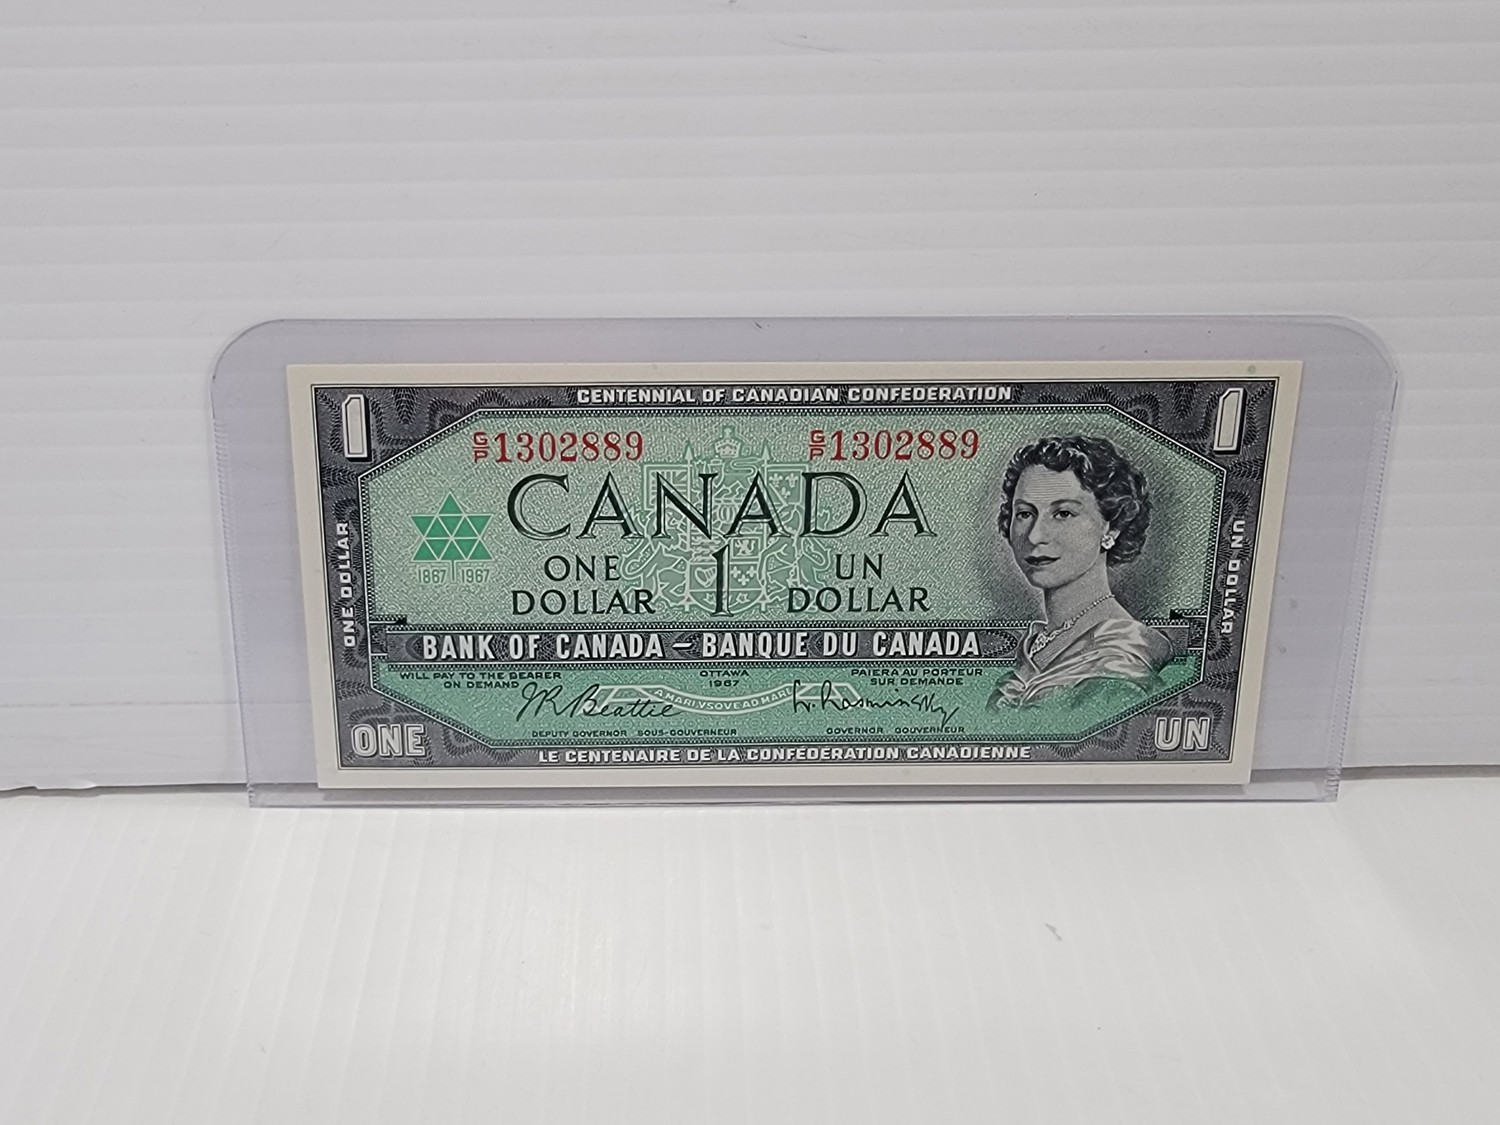 CENTENNIAL OF CANADIAN CONFEDERATION
1 1
G/P 1302889 G/P 1302889
CANADA
1867 1967
ONE DOLLAR 1 UN DOLLAR
ONE DOLLAR
UN DOLLAR
BANK OF CANADA – BANQUE DU CANADA
WILL PAY TO THE BEARER ON DEMAND
OTTAWA
1967
PAIERA AU PORTEUR SUR DEMANDE
A MARI VSQVE AD MARE
J.R. Beattie
L. Rasminsky
DEPUTY GOVERNOR SOUS-GOUVERNEUR
GOVERNOR GOUVERNEUR
ONE UN
LE CENTENAIRE DE LA CONFÉDÉRATION CANADIENNE